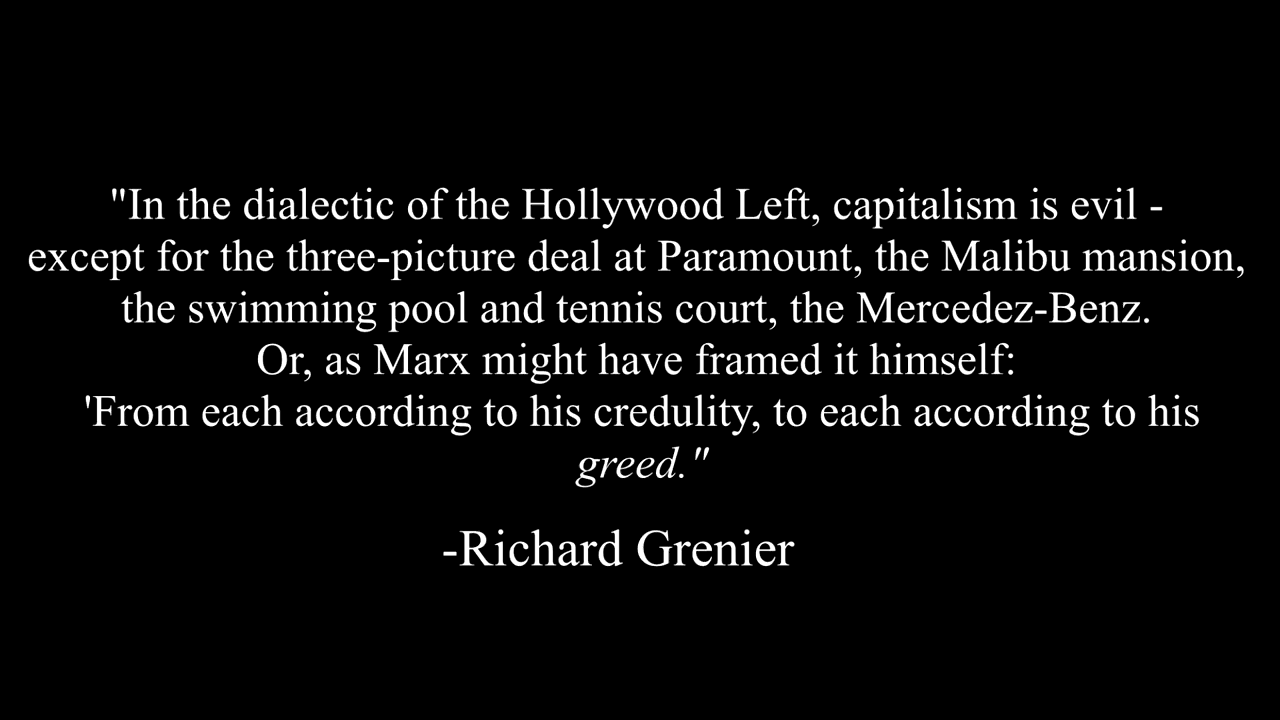 "In the dialectic of the Hollywood Left, capitalism is evil -
except for the three-picture deal at Paramount, the Malibu mansion,
the swimming pool and tennis court, the Mercedez-Benz.
Or, as Marx might have framed it himself:
'From each according to his credulity, to each according to his
greed."
-Richard Grenier